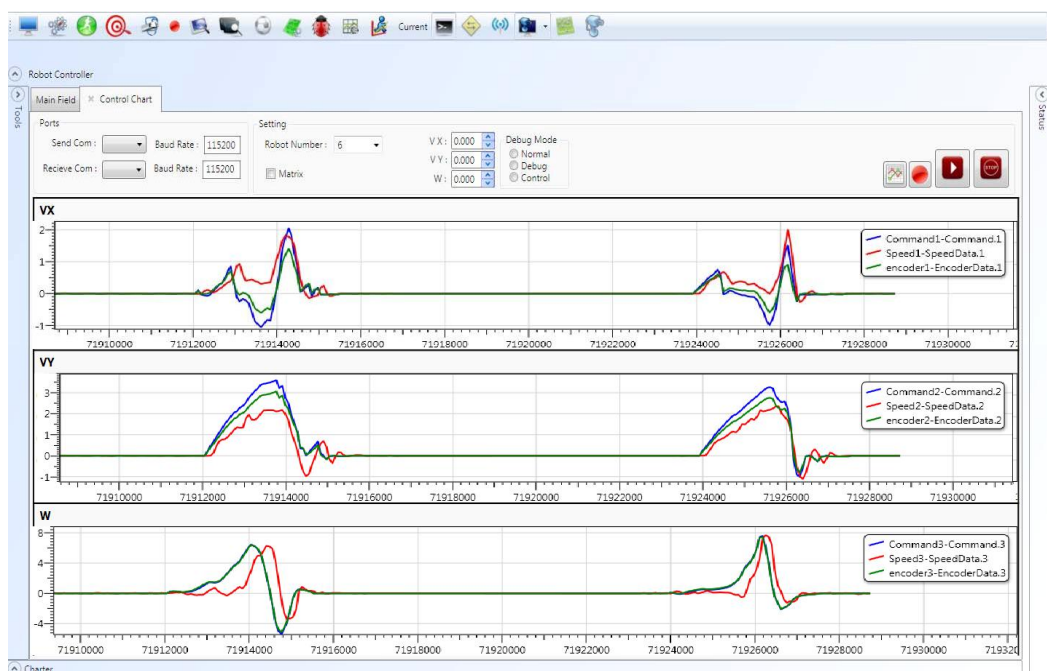 Current
Robot Controller
Main Field × Control Chart
Tools
Status
Ports
Setting
Send Com : Baud Rate : 115200
Robot Number : 6
V X : 0.000
Debug Mode
Normal
V Y : 0.000
Debug
Recieve Com : Baud Rate : 115200
Matrix
W : 0.000
Control
STOP
VX
2
1
0
-1
Command1-Command.1
Speed1-SpeedData.1
encoder1-EncoderData.1
71910000 71912000 71914000 71916000 71918000 71920000 71922000 71924000 71926000 71928000 71930000
VY
3
2
1
0
-1
Command2-Command.2
Speed2-SpeedData.2
encoder2-EncoderData.2
71910000 71912000 71914000 71916000 71918000 71920000 71922000 71924000 71926000 71928000 71930000
W
8
4
0
-4
Command3-Command.3
Speed3-SpeedData.3
encoder3-EncoderData.3
71910000 71912000 71914000 71916000 71918000 71920000 71922000 71924000 71926000 71928000 71930000 719320
Charter